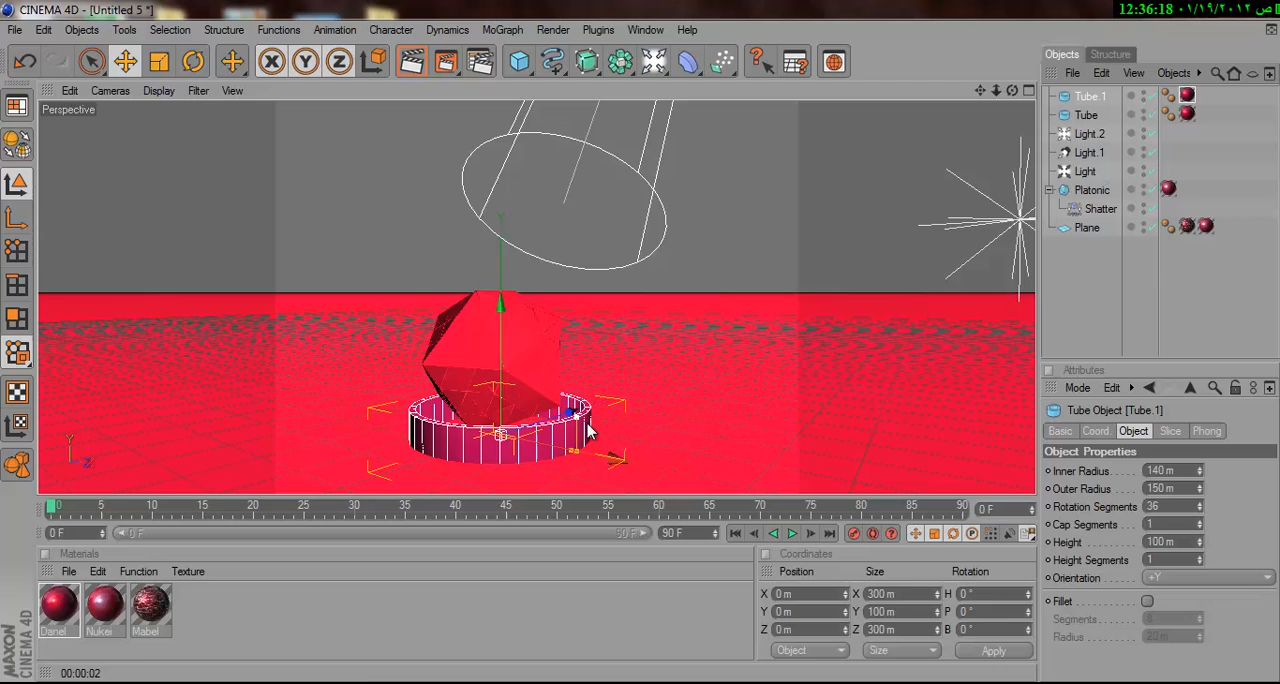 CINEMA 4D - [Untitled 5 *]
12:36:18 ص ٠١/١٩/٢٠١٢
File Edit Objects Tools Selection Structure Functions Animation Character Dynamics MoGraph Render Plugins Window Help
X Y Z
Objects Structure
File Edit View Objects
Edit Cameras Display Filter View
Perspective
Tube.1
Tube
Light.2
Light.1
Light
Platonic
Shatter
Plane
Y
Y Z
Attributes
Mode Edit
Tube Object [Tube.1]
Basic Coord. Object Slice Phong
Object Properties
Inner Radius 140 m
Outer Radius 150 m
Rotation Segments 36
Cap Segments 1
Height 100 m
Height Segments 1
Orientation +Y
Fillet
Segments
Radius 20 m
0 5 10 15 20 25 30 35 40 45 50 55 60 65 70 75 80 85 90 0 F
0 F 0 F 90 F
Materials
File Edit Function Texture
Danel Nukei Mabel
Coordinates
Position Size Rotation
X 0 m X 300 m H 0 °
Y 0 m Y 100 m P 0 °
Z 0 m Z 300 m B 0 °
Object Size Apply
MAXON
CINEMA 4D
00:00:02